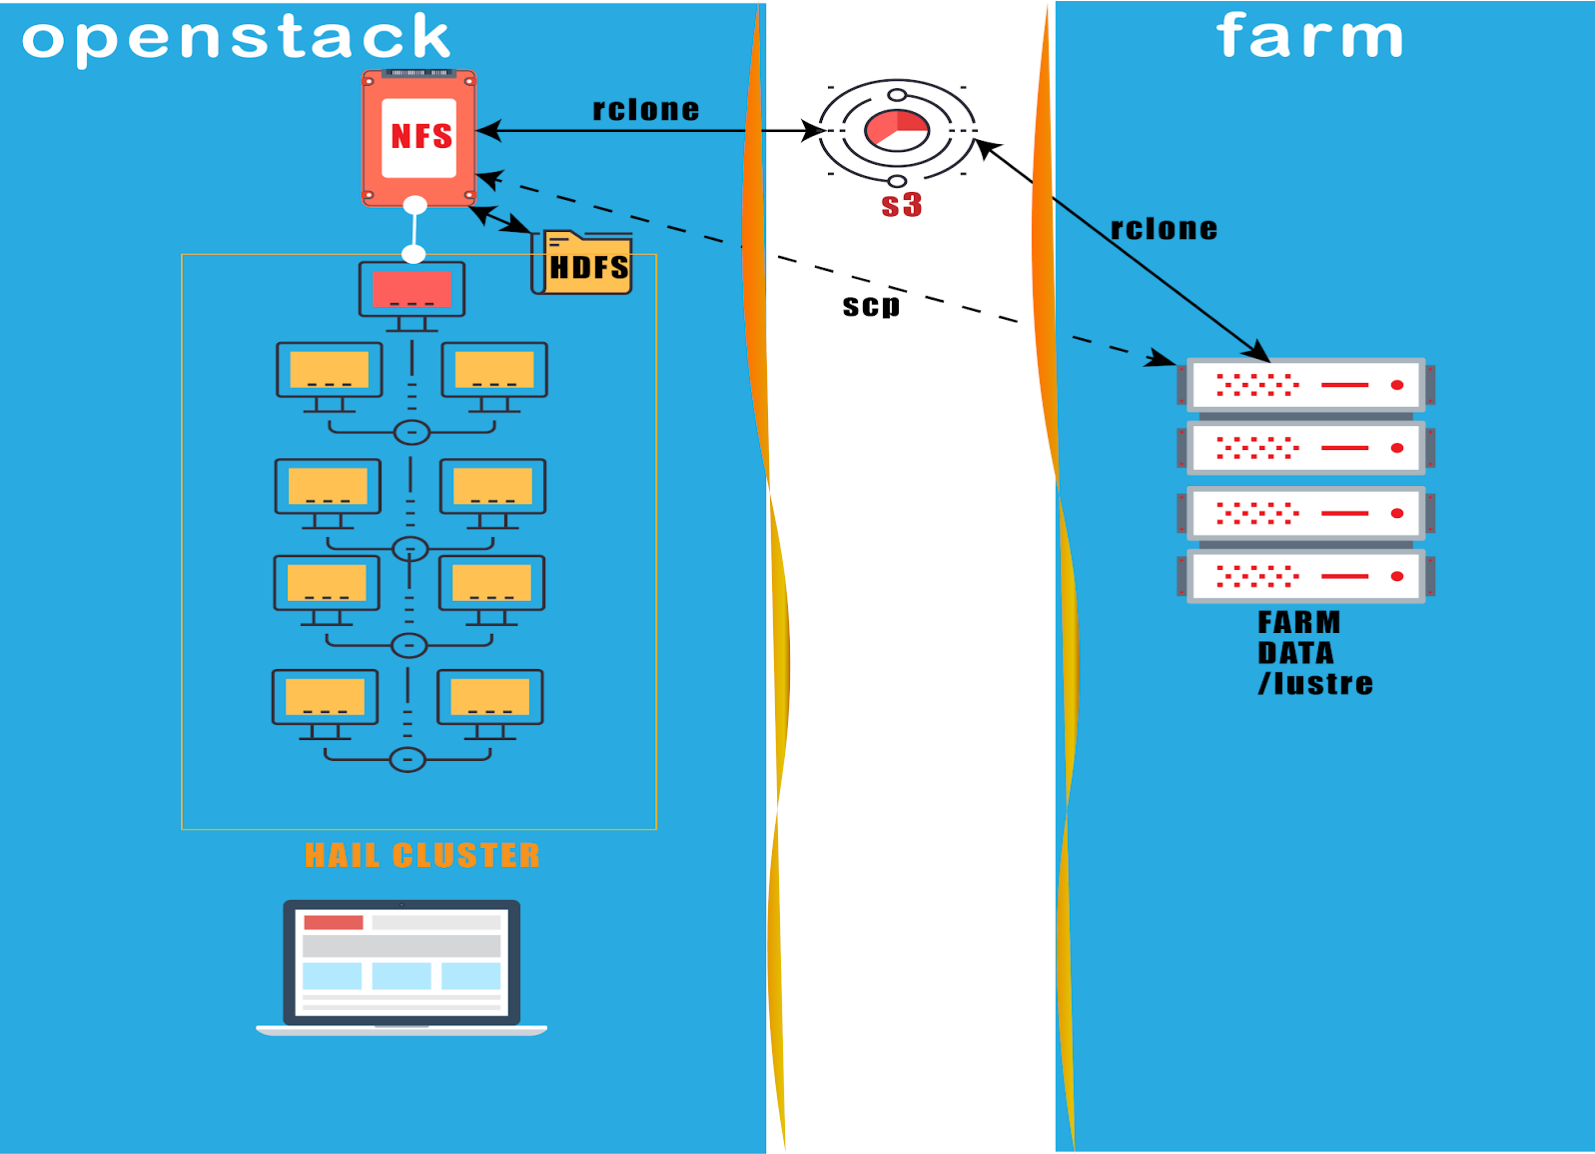 openstack
farm
NFS
rclone
s3
rclone
HDFS
scp
FARM
DATA
/lustre
HAIL CLUSTER